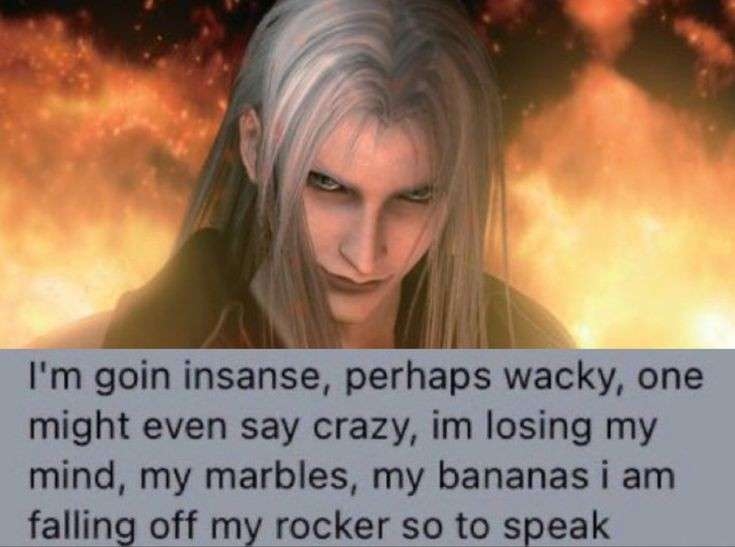 I'm goin insanse, perhaps wacky, one
might even say crazy, im losing my
mind, my marbles, my bananas i am
falling off my rocker so to speak